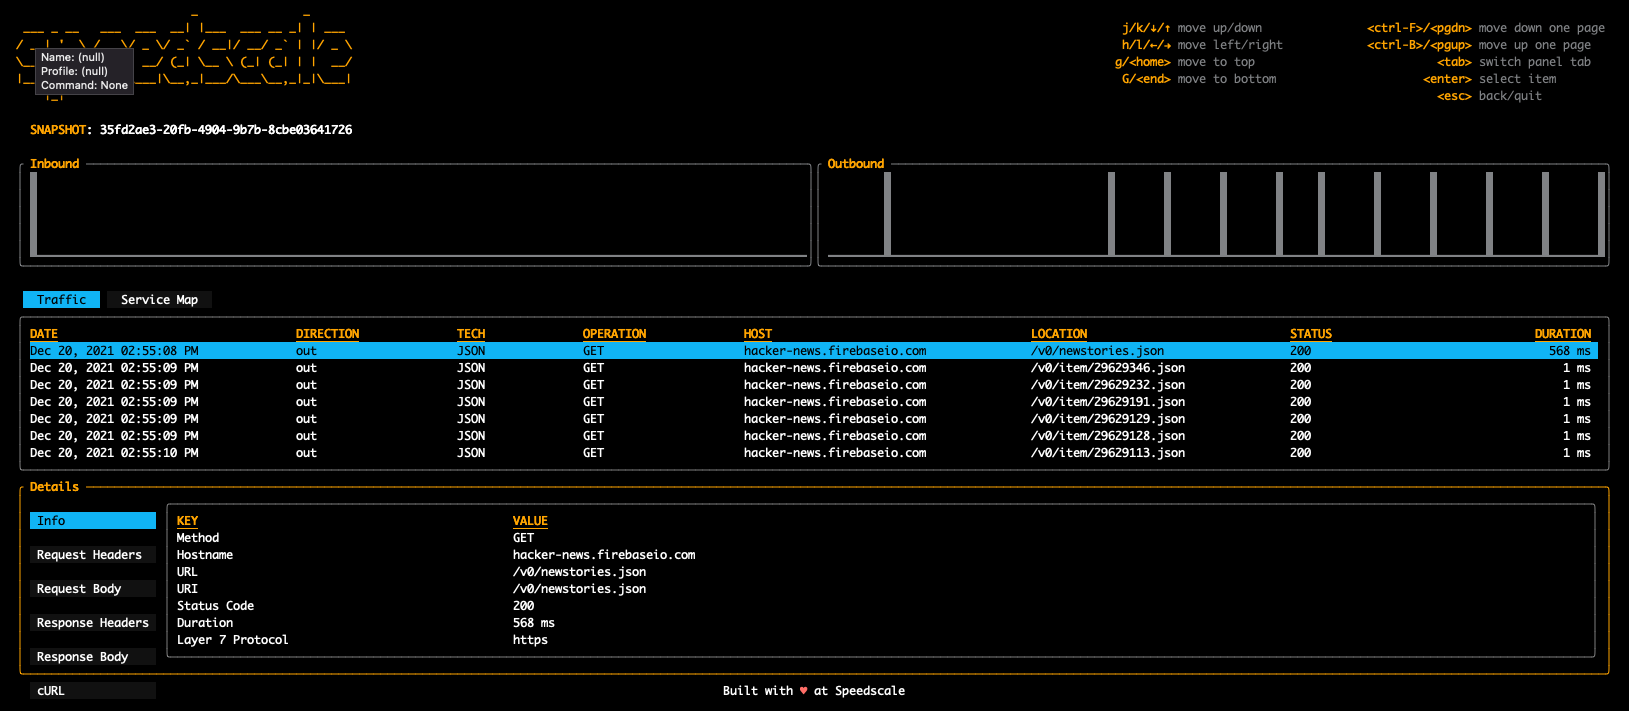 Name: (null)
Profile: (null)
Command: None
j/k/↓/↑ move up/down
h/l/←/→ move left/right
g/<home> move to top
G/<end> move to bottom
<ctrl-F>/<pgdn> move down one page
<ctrl-B>/<pgup> move up one page
<tab> switch panel tab
<enter> select item
<esc> back/quit
SNAPSHOT: 35fd2ae3-20fb-4904-9b7b-8cbe03641726
Inbound
Outbound
Traffic Service Map
DATE DIRECTION TECH OPERATION HOST LOCATION STATUS DURATION
Dec 20, 2021 02:55:08 PM out JSON GET hacker-news.firebaseio.com /v0/newstories.json 200 568 ms
Dec 20, 2021 02:55:09 PM out JSON GET hacker-news.firebaseio.com /v0/item/29629346.json 200 1 ms
Dec 20, 2021 02:55:09 PM out JSON GET hacker-news.firebaseio.com /v0/item/29629232.json 200 1 ms
Dec 20, 2021 02:55:09 PM out JSON GET hacker-news.firebaseio.com /v0/item/29629191.json 200 1 ms
Dec 20, 2021 02:55:09 PM out JSON GET hacker-news.firebaseio.com /v0/item/29629129.json 200 1 ms
Dec 20, 2021 02:55:09 PM out JSON GET hacker-news.firebaseio.com /v0/item/29629128.json 200 1 ms
Dec 20, 2021 02:55:10 PM out JSON GET hacker-news.firebaseio.com /v0/item/29629113.json 200 1 ms
Details
Info
Request Headers
Request Body
Response Headers
Response Body
cURL
KEY VALUE
Method GET
Hostname hacker-news.firebaseio.com
URL /v0/newstories.json
URI /v0/newstories.json
Status Code 200
Duration 568 ms
Layer 7 Protocol https
Built with ♥ at Speedscale